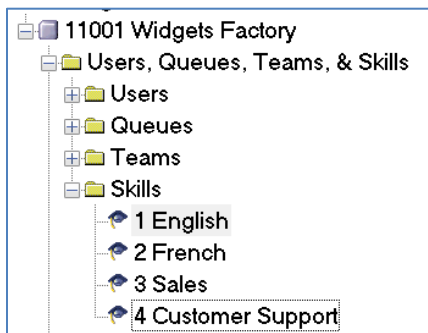 11001 Widgets Factory
Users, Queues, Teams, & Skills
Users
Queues
Teams
Skills
1 English
2 French
3 Sales
4 Customer Support